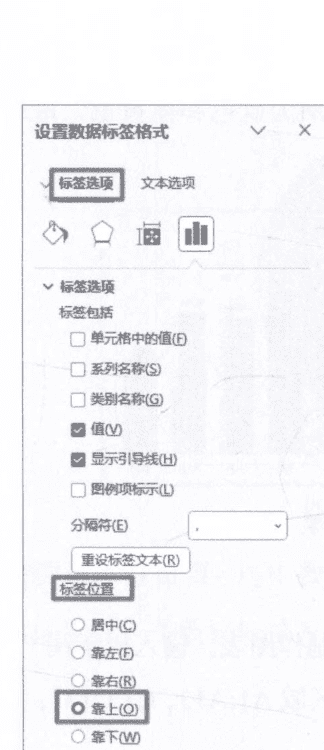 设置数据标签格式
标签选项 文本选项
标签选项
标签包括
单元格中的值(F)
系列名称(S)
类别名称(G)
值(V)
显示引导线(H)
图例项标示(L)
分隔符(E) ,
重设标签文本(R)
标签位置
居中(C)
靠左(F)
靠右(R)
靠上(O)
靠下(W)